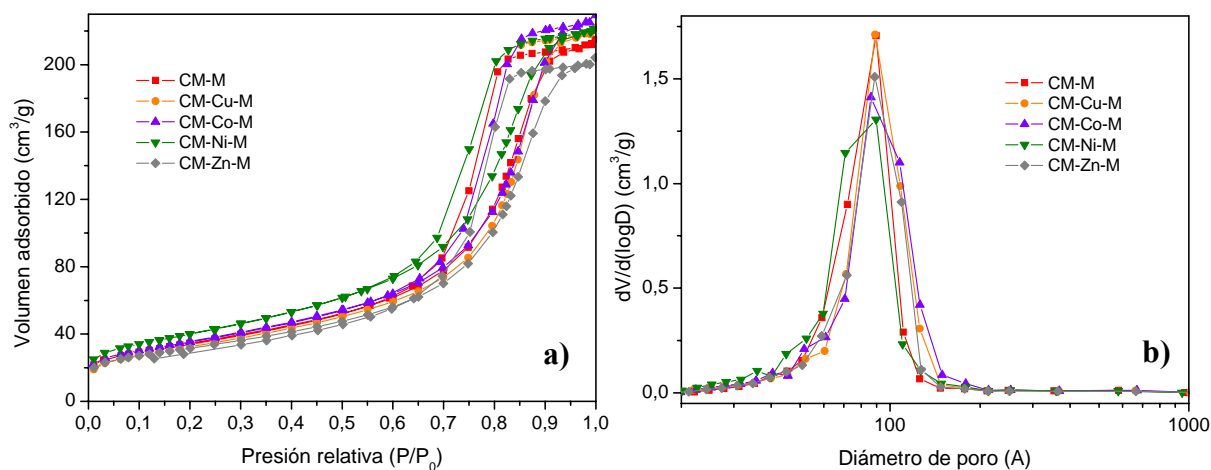 Volumen adsorbido (cm³/g)
200
160
120
80
40
0
0,0 0,1 0,2 0,3 0,4 0,5 0,6 0,7 0,8 0,9 1,0
Presión relativa (P/P₀)
CM-M
CM-Cu-M
CM-Co-M
CM-Ni-M
CM-Zn-M
a)
dV/d(logD) (cm³/g)
1,5
1,0
0,5
0,0
100 1000
Diámetro de poro (A)
CM-M
CM-Cu-M
CM-Co-M
CM-Ni-M
CM-Zn-M
b)